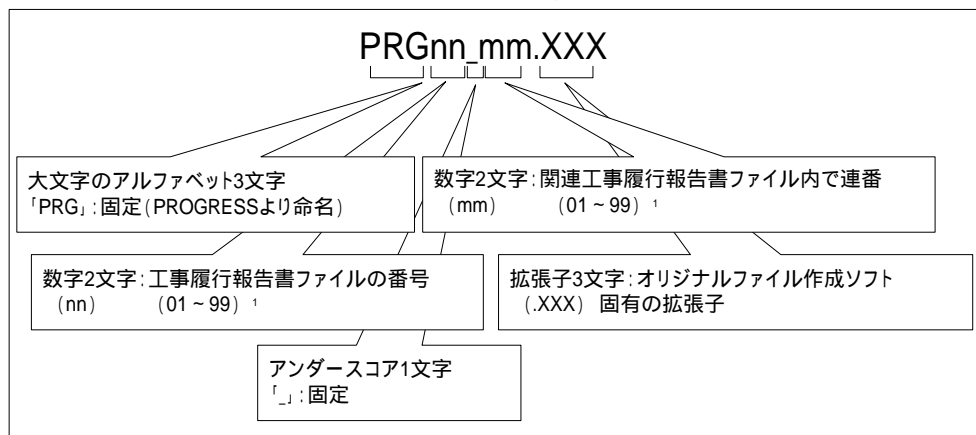 PRGnn_mm.XXX
大文字のアルファベット3文字
「PRG」:固定(PROGRESSより命名)
数字2文字:関連工事履行報告書ファイル内で連番
(mm) (01~99) 1
数字2文字:工事履行報告書ファイルの番号
(nn) (01~99) 1
拡張子3文字:オリジナルファイル作成ソフト
(.XXX) 固有の拡張子
アンダースコア1文字
「_」:固定